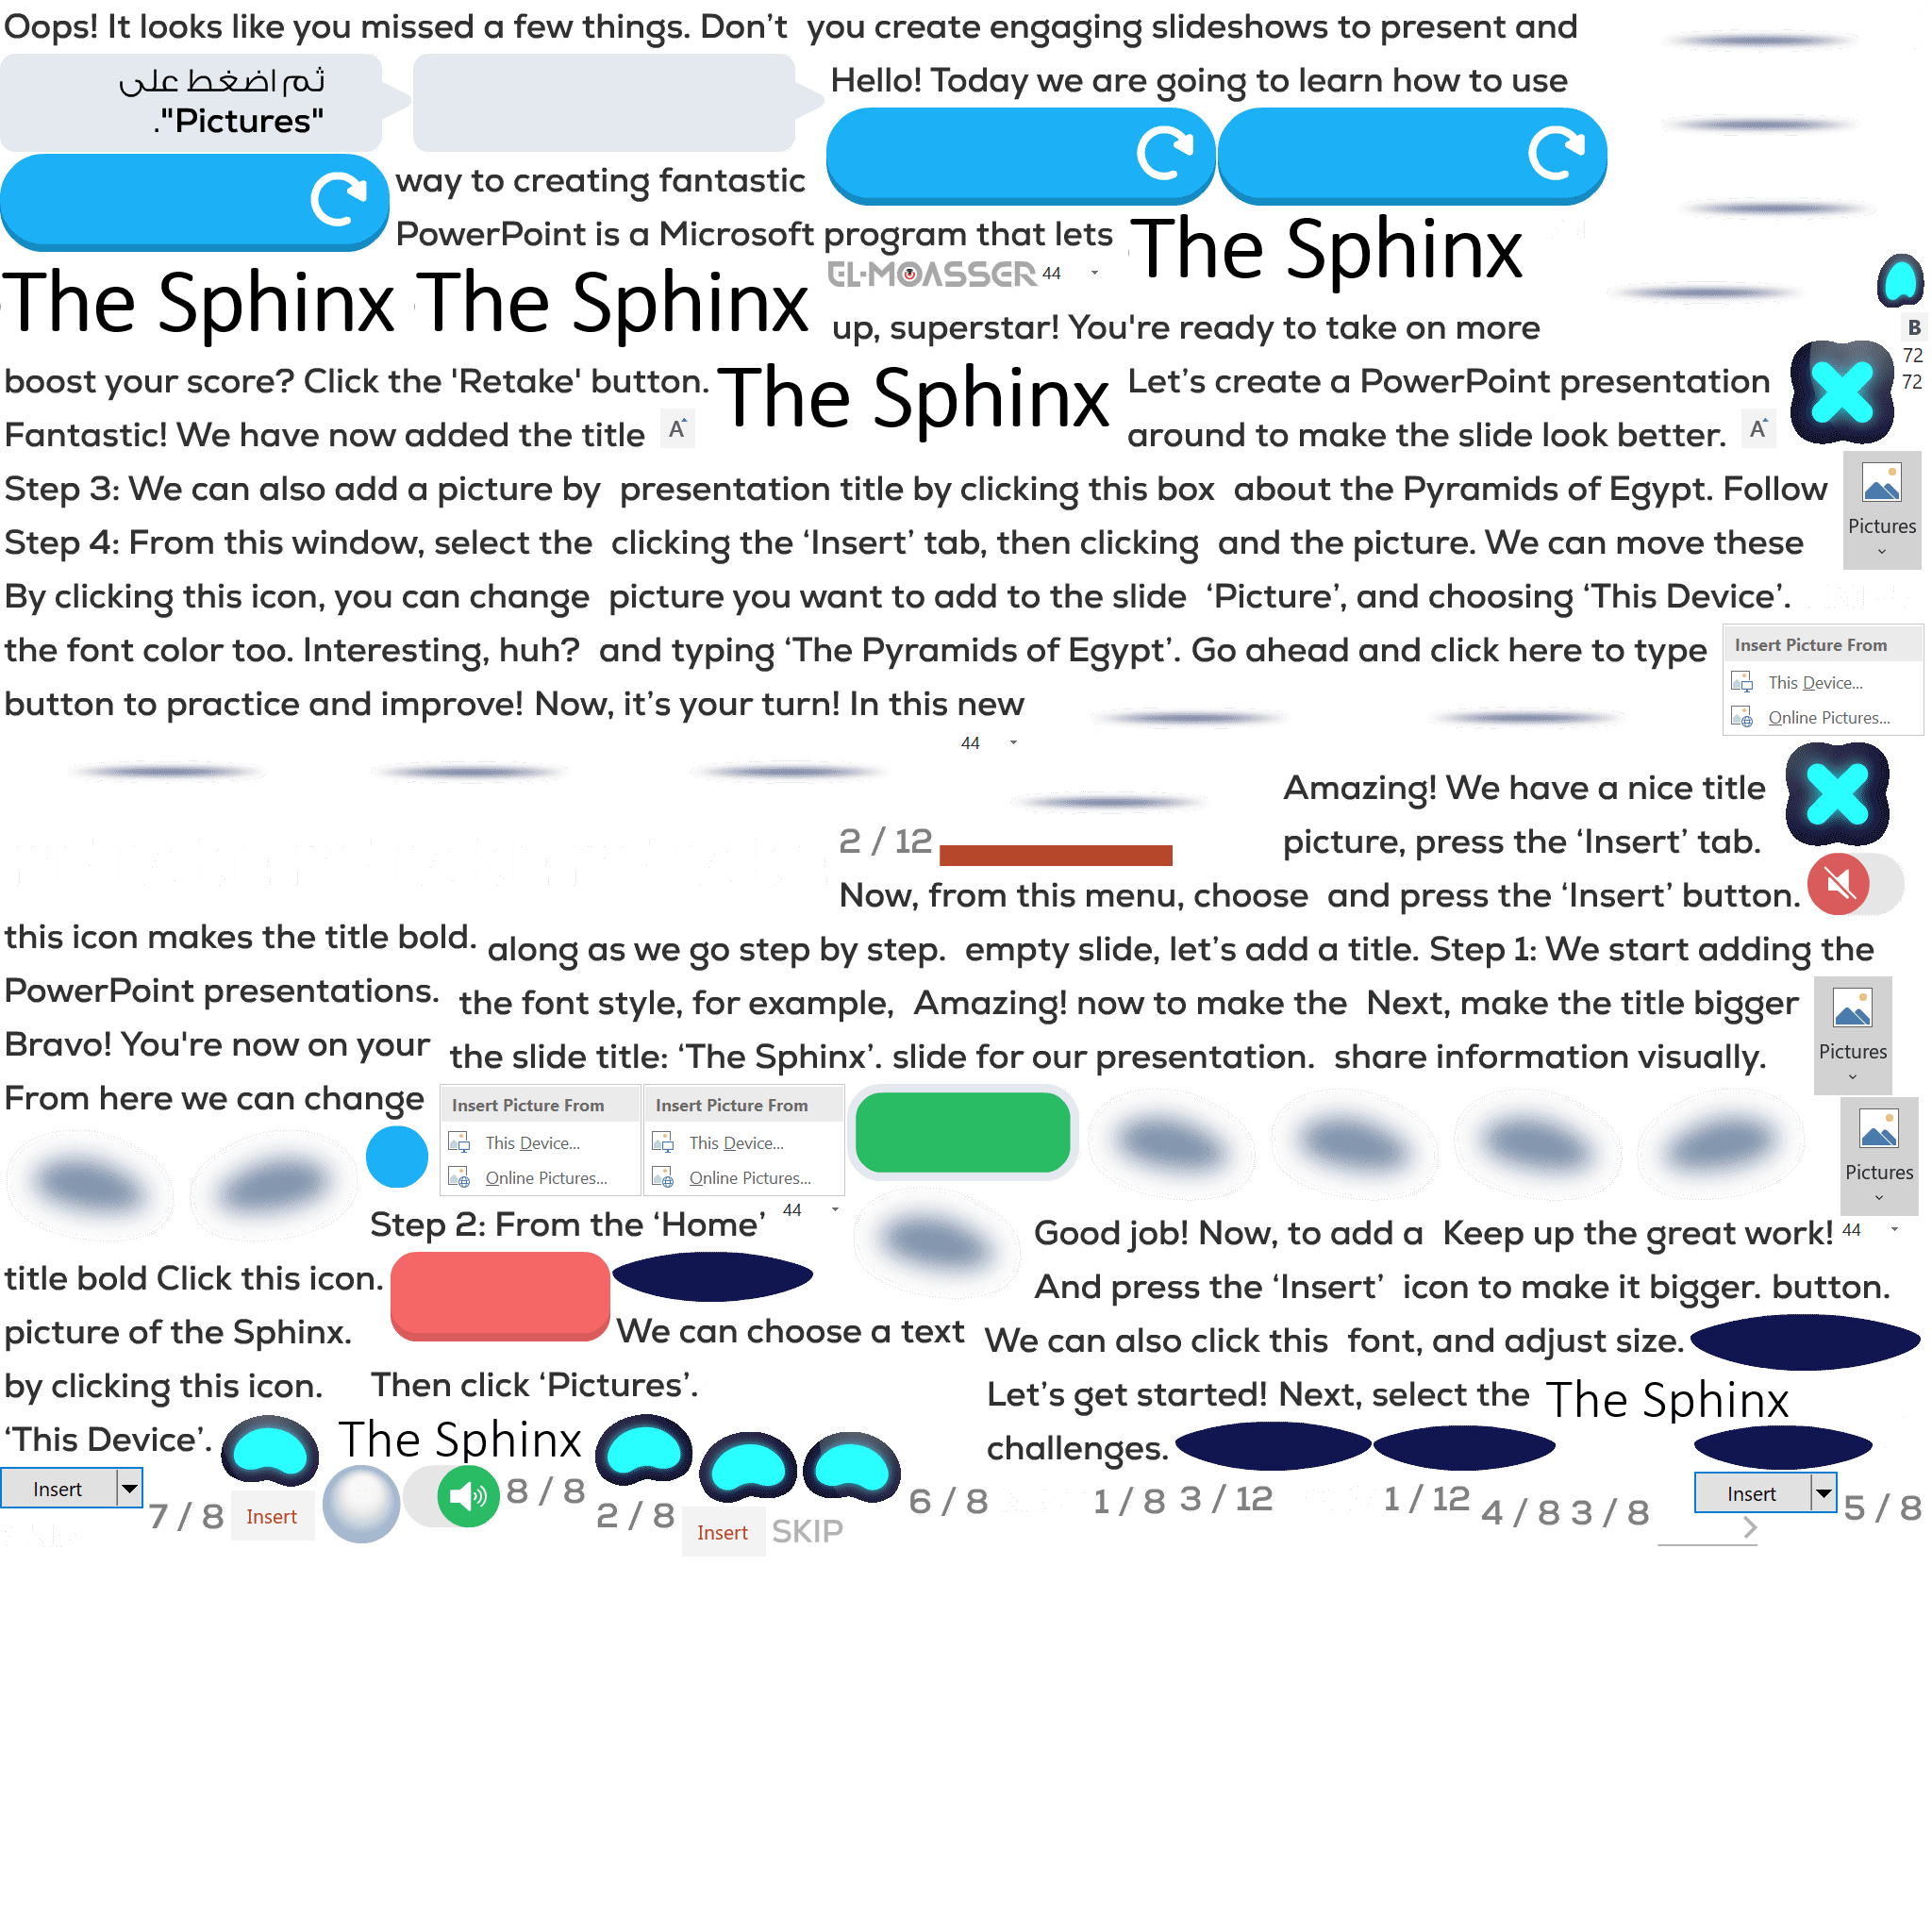 Oops! It looks like you missed a few things. Don’t
you create engaging slideshows to present and
ثم اضغط على
"Pictures".
Hello! Today we are going to learn how to use
way to creating fantastic
PowerPoint is a Microsoft program that lets
The Sphinx
The Sphinx
The Sphinx
EL-MOASSER
44
up, superstar! You're ready to take on more
B
72
72
boost your score? Click the 'Retake' button.
The Sphinx
Let’s create a PowerPoint presentation
Fantastic! We have now added the title
A
around to make the slide look better.
A
Step 3: We can also add a picture by
presentation title by clicking this box
about the Pyramids of Egypt. Follow
Pictures
Step 4: From this window, select the
clicking the ‘Insert’ tab, then clicking
and the picture. We can move these
By clicking this icon, you can change
picture you want to add to the slide
‘Picture’, and choosing ‘This Device’.
the font color too. Interesting, huh?
and typing ‘The Pyramids of Egypt’.
Go ahead and click here to type
Insert Picture From
This Device...
Online Pictures...
button to practice and improve!
Now, it’s your turn! In this new
44
Amazing! We have a nice title
2 / 12
picture, press the ‘Insert’ tab.
Now, from this menu, choose
and press the ‘Insert’ button.
this icon makes the title bold.
along as we go step by step.
empty slide, let’s add a title.
Step 1: We start adding the
PowerPoint presentations.
the font style, for example,
Amazing! now to make the
Next, make the title bigger
Pictures
Bravo! You're now on your
the slide title: ‘The Sphinx’.
slide for our presentation.
share information visually.
From here we can change
Insert Picture From
This Device...
Online Pictures...
Insert Picture From
This Device...
Online Pictures...
Pictures
Step 2: From the ‘Home’
44
Good job! Now, to add a
Keep up the great work!
44
title bold Click this icon.
And press the ‘Insert’
icon to make it bigger.
button.
picture of the Sphinx.
We can choose a text
We can also click this
font, and adjust size.
by clicking this icon.
Then click ‘Pictures’.
Let’s get started!
Next, select the
The Sphinx
‘This Device’.
The Sphinx
challenges.
Insert
7 / 8
Insert
8 / 8
2 / 8
Insert
SKIP
6 / 8
1 / 8
3 / 12
1 / 12
4 / 8
3 / 8
Insert
5 / 8